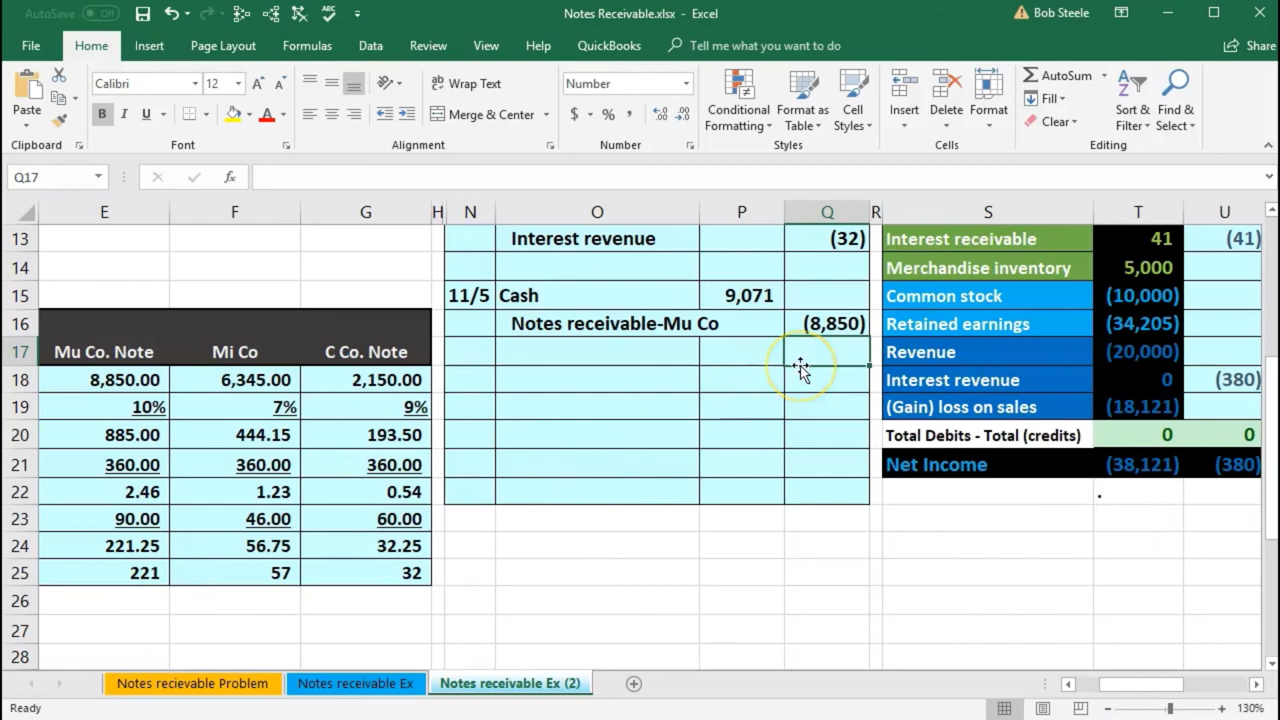 AutoSave Off Notes Receivable.xlsx - Excel Bob Steele
File Home Insert Page Layout Formulas Data Review View Help QuickBooks Tell me what you want to do Share
Paste Calibri 12 Wrap Text Number Conditional Formatting Format as Table Cell Styles Insert Delete Format AutoSum Sort & Filter Find & Select
B I U Merge & Center $ % Fill Clear
Clipboard Font Alignment Number Styles Cells Editing
Q17 fx
E F G H N O P Q R S T U
13 Interest revenue (32) Interest receivable 41 (41)
14 Merchandise inventory 5,000
15 11/5 Cash 9,071 Common stock (10,000)
16 Notes receivable-Mu Co (8,850) Retained earnings (34,205)
17 Mu Co. Note Mi Co C Co. Note Revenue (20,000)
18 8,850.00 6,345.00 2,150.00 Interest revenue 0 (380)
19 10% 7% 9% (Gain) loss on sales (18,121)
20 885.00 444.15 193.50 Total Debits - Total (credits) 0 0
21 360.00 360.00 360.00 Net Income (38,121) (380)
22 2.46 1.23 0.54 .
23 90.00 46.00 60.00
24 221.25 56.75 32.25
25 221 57 32
26
27
28
Notes recievable Problem Notes receivable Ex Notes receivable Ex (2)
Ready 130%